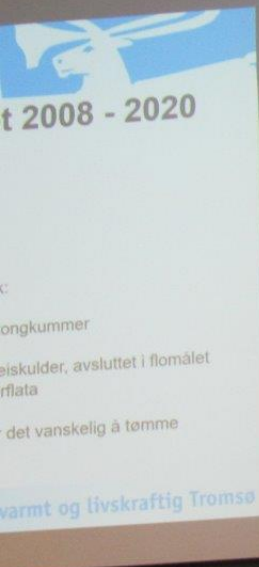 t 2008 - 2020
k:
ongkummer
eiskulder, avsluttet i flomålet
rflata
det vanskelig å tømme
varmt og livskraftig Tromsø